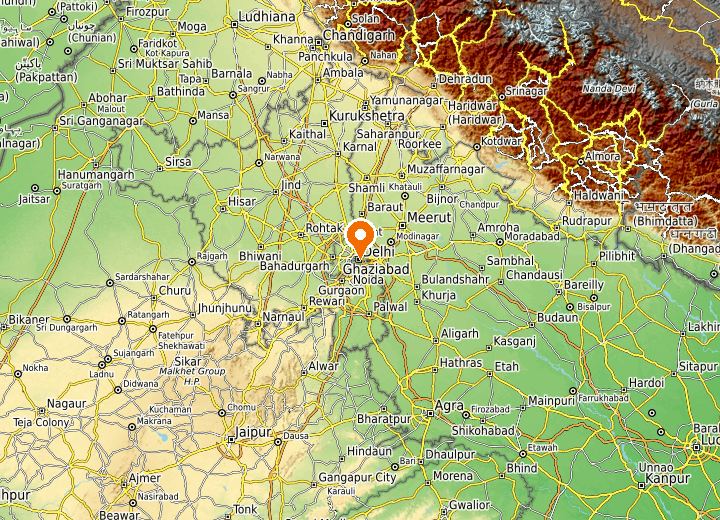 (Pattoki)
چونیاں
(Chunian)
Firozpur
Moga
Ludhiana
Solan
Chandigarh
Khanna
Panchkula
Nahan
Faridkot
Kot-Kapura
Sri Muktsar Sahib
Tapa
Barnala
Nabha
Ambala
Dehradun
(Pakpattan)
Sangrur
Srinagar
Nanda Devi
Abohar
Malout
Bathinda
Yamunanagar
Haridwar
(Haridwar)
Sri Ganganagar
Mansa
Kurukshetra
Saharanpur
Roorkee
Kotdwar
Kaithal
Karnal
Almora
Hanumangarh
Sirsa
Narwana
Muzaffarnagar
Jaitsar
Suratgarh
Jind
Shamli
Khatauli
Bijnor
Chandpur
Haldwani
(Bhimdatta)
Hisar
Baraut
Meerut
Rudrapur
Rohtak
Modinagar
Amroha
Moradabad
(Dhangadhi
Rajgarh
Bhiwani
Bahadurgarh
Delhi
Ghaziabad
Noida
Sambhal
Pilibhit
Sardarshahar
Gurgaon
Bulandshahr
Chandausi
Bareilly
Churu
Rewari
Khurja
Bisalpur
Ratangarh
Jhunjhunu
Narnaul
Palwal
Budaun
Bikaner
Sri Dungargarh
Fatehpur
Shekhawati
Aligarh
Kasganj
Lakhim
Sujangarh
Sikar
Nokha
Ladnu
Malkhet Group
H.P.
Alwar
Hathras
Etah
Sitapur
Didwana
Hardoi
Farrukhabad
Nagaur
Kuchaman
Chomu
Bharatpur
Agra
Firozabad
Mainpuri
Teja Colony
Makrana
Jaipur
Dausa
Shikohabad
Etawah
Hindaun
Bari
Dhaulpur
Bhind
Unnao
Kanpur
Ajmer
Nasirabad
Gangapur City
Karauli
Morena
Beawar
Tonk
Gwalior